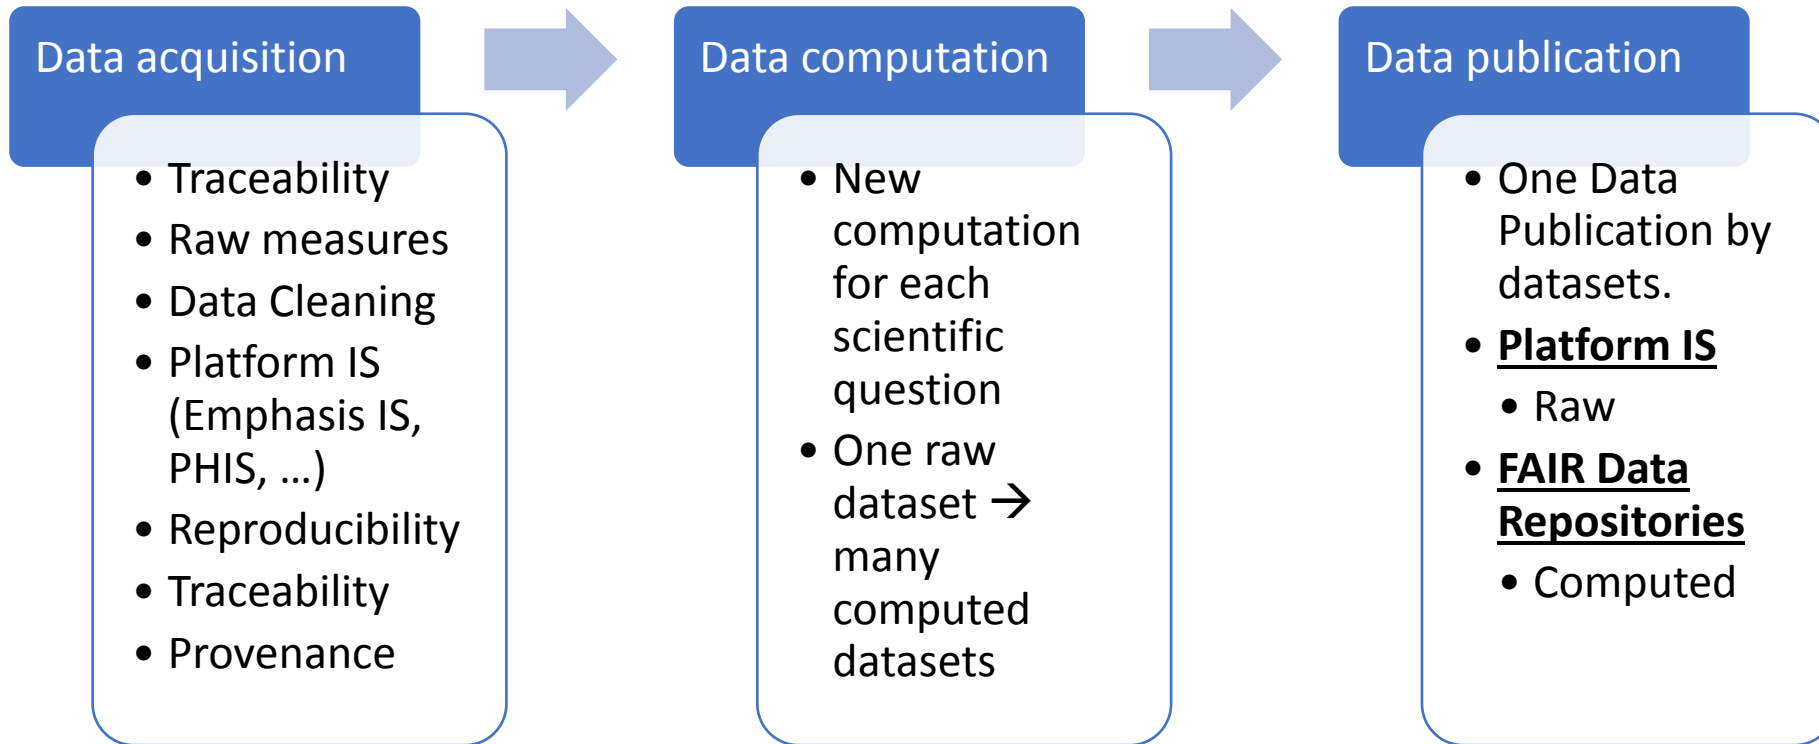 Data acquisition
• Traceability
• Raw measures
• Data Cleaning
• Platform IS
(Emphasis IS,
PHIS, ...)
• Reproducibility
• Traceability
• Provenance
Data computation
• New
computation
for each
scientific
question
• One raw
dataset →
many
computed
datasets
Data publication
• One Data
Publication by
datasets.
• Platform IS
• Raw
• FAIR Data
Repositories
• Computed